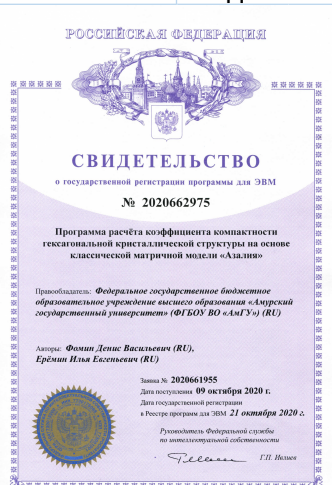 РОССИЙСКАЯ ФЕДЕРАЦИЯ
СВИДЕТЕЛЬСТВО
о государственной регистрации программы для ЭВМ
№ 2020662975
Программа расчёта коэффициента компактности
гексагональной кристаллической структуры на основе
классической матричной модели «Азалия»
Правообладатель: Федеральное государственное бюджетное
образовательное учреждение высшего образования «Амурский
государственный университет» (ФГБОУ ВО «АмГУ») (RU)
Авторы: Фомин Денис Васильевич (RU),
Ерёмин Илья Евгеньевич (RU)
Заявка № 2020661955
Дата поступления 09 октября 2020 г.
Дата государственной регистрации
в Реестре программ для ЭВМ 21 октября 2020 г.
Руководитель Федеральной службы
по интеллектуальной собственности
Г.П. Ивлиев